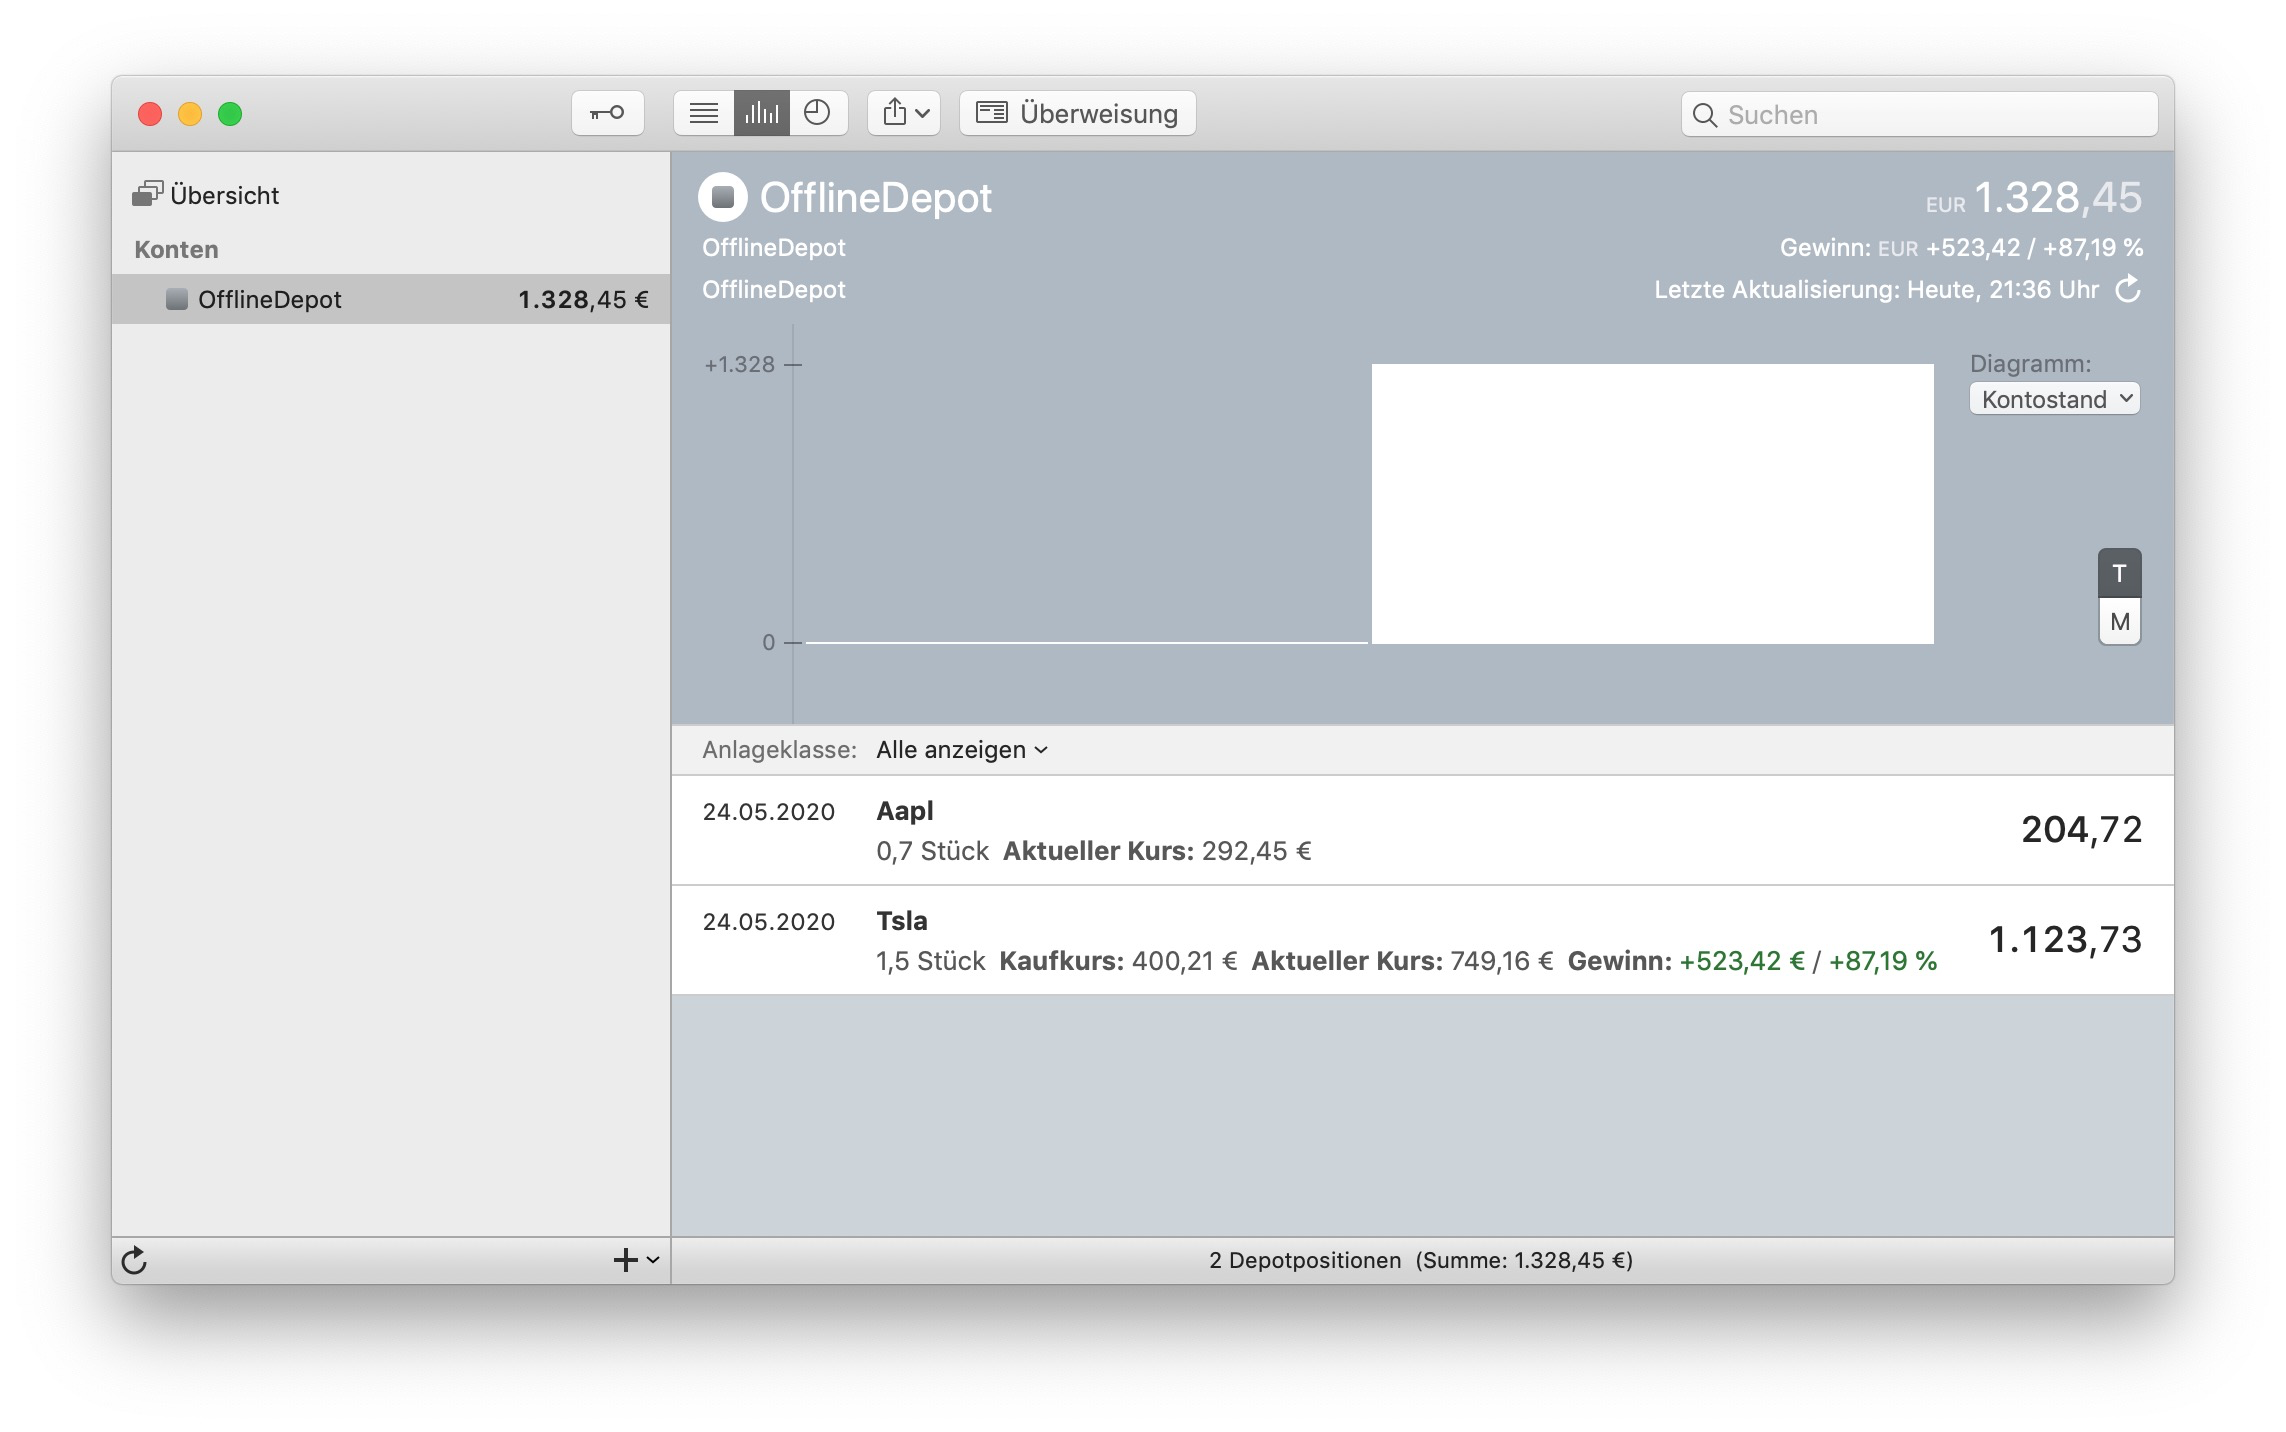 Überweisung
Suchen
Übersicht
Konten
OfflineDepot 1.328,45 €
OfflineDepot
EUR 1.328,45
OfflineDepot
Gewinn: EUR +523,42 / +87,19 %
OfflineDepot
Letzte Aktualisierung: Heute, 21:36 Uhr
+1.328
0
Diagramm:
Kontostand
T
M
Anlageklasse: Alle anzeigen
24.05.2020 Aapl
0,7 Stück Aktueller Kurs: 292,45 €
204,72
24.05.2020 Tsla
1,5 Stück Kaufkurs: 400,21 € Aktueller Kurs: 749,16 € Gewinn: +523,42 € / +87,19 %
1.123,73
2 Depotpositionen (Summe: 1.328,45 €)